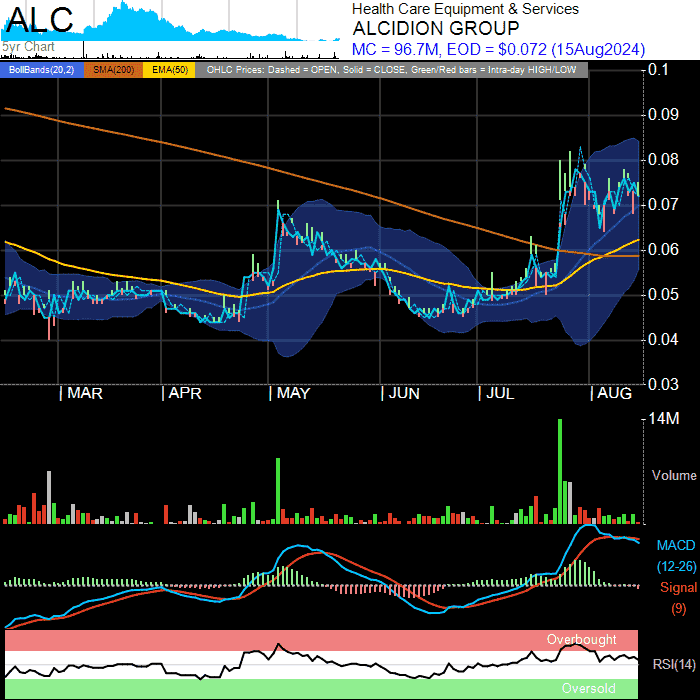 ALC
5yr Chart
Health Care Equipment & Services
ALCIDION GROUP
MC = 96.7M, EOD = $0.072 (15Aug2024)
BollBands(20,2) SMA(200) EMA(50) OHLC Prices: Dashed = OPEN, Solid = CLOSE, Green/Red bars = Intra-day HIGH/LOW
0.1
0.09
0.08
0.07
0.06
0.05
0.04
0.03
MAR APR MAY JUN JUL AUG
14M
Volume
MACD
(12-26)
Signal
(9)
Overbought
RSI(14)
Oversold